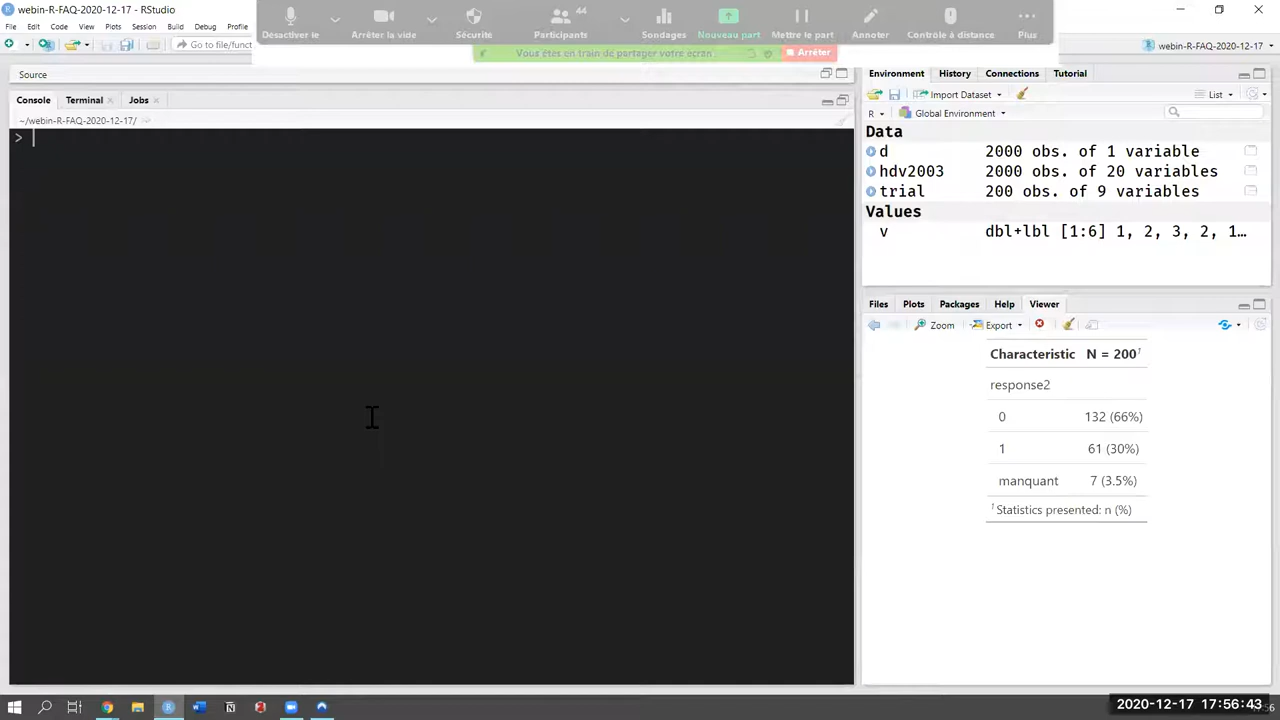 webin-R-FAQ-2020-12-17 - RStudio
File Edit Code View Plots Session Build Debug Profile
Désactiver le Arrêter la vidé Sécurité Participants 44 Sondages Nouveau part Mettre le part Annoter Contrôle à distance Plus
Vous êtes en train de partager votre écran Arrêter
Go to file/funct
webin-R-FAQ-2020-12-17
Source
Console Terminal Jobs
~/webin-R-FAQ-2020-12-17/
>
Environment History Connections Tutorial
Import Dataset List
R Global Environment
Data
d 2000 obs. of 1 variable
hdv2003 2000 obs. of 20 variables
trial 200 obs. of 9 variables
Values
v dbl+lbl [1:6] 1, 2, 3, 2, 1…
Files Plots Packages Help Viewer
Zoom Export
Characteristic N = 200¹
response2
0 132 (66%)
1 61 (30%)
manquant 7 (3.5%)
¹ Statistics presented: n (%)
2020-12-17 17:56:43